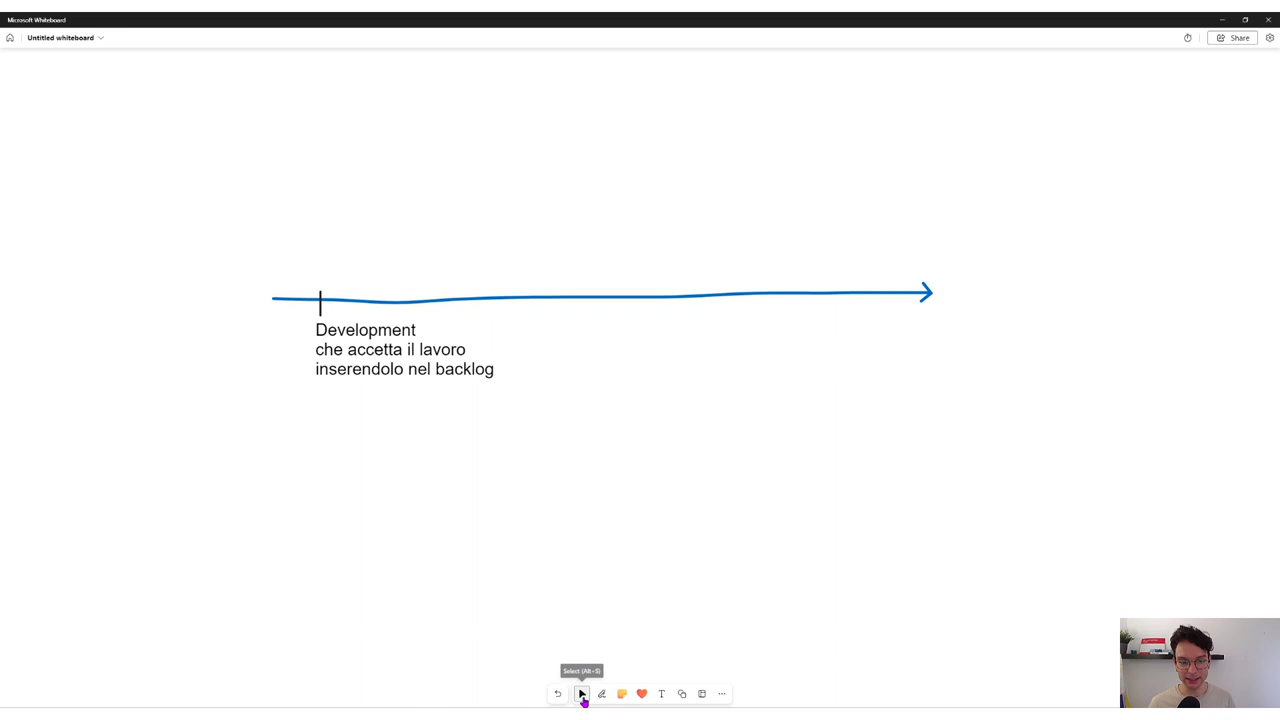 Microsoft Whiteboard
Untitled whiteboard
Share
Development
che accetta il lavoro
inserendolo nel backlog
Select (Alt+S)
T